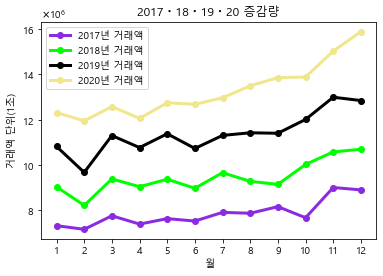 2017・18・19・20 증감량
×10⁶
16
14
12
10
8
거래액 단위(1조)
2017년 거래액
2018년 거래액
2019년 거래액
2020년 거래액
1 2 3 4 5 6 7 8 9 10 11 12
월